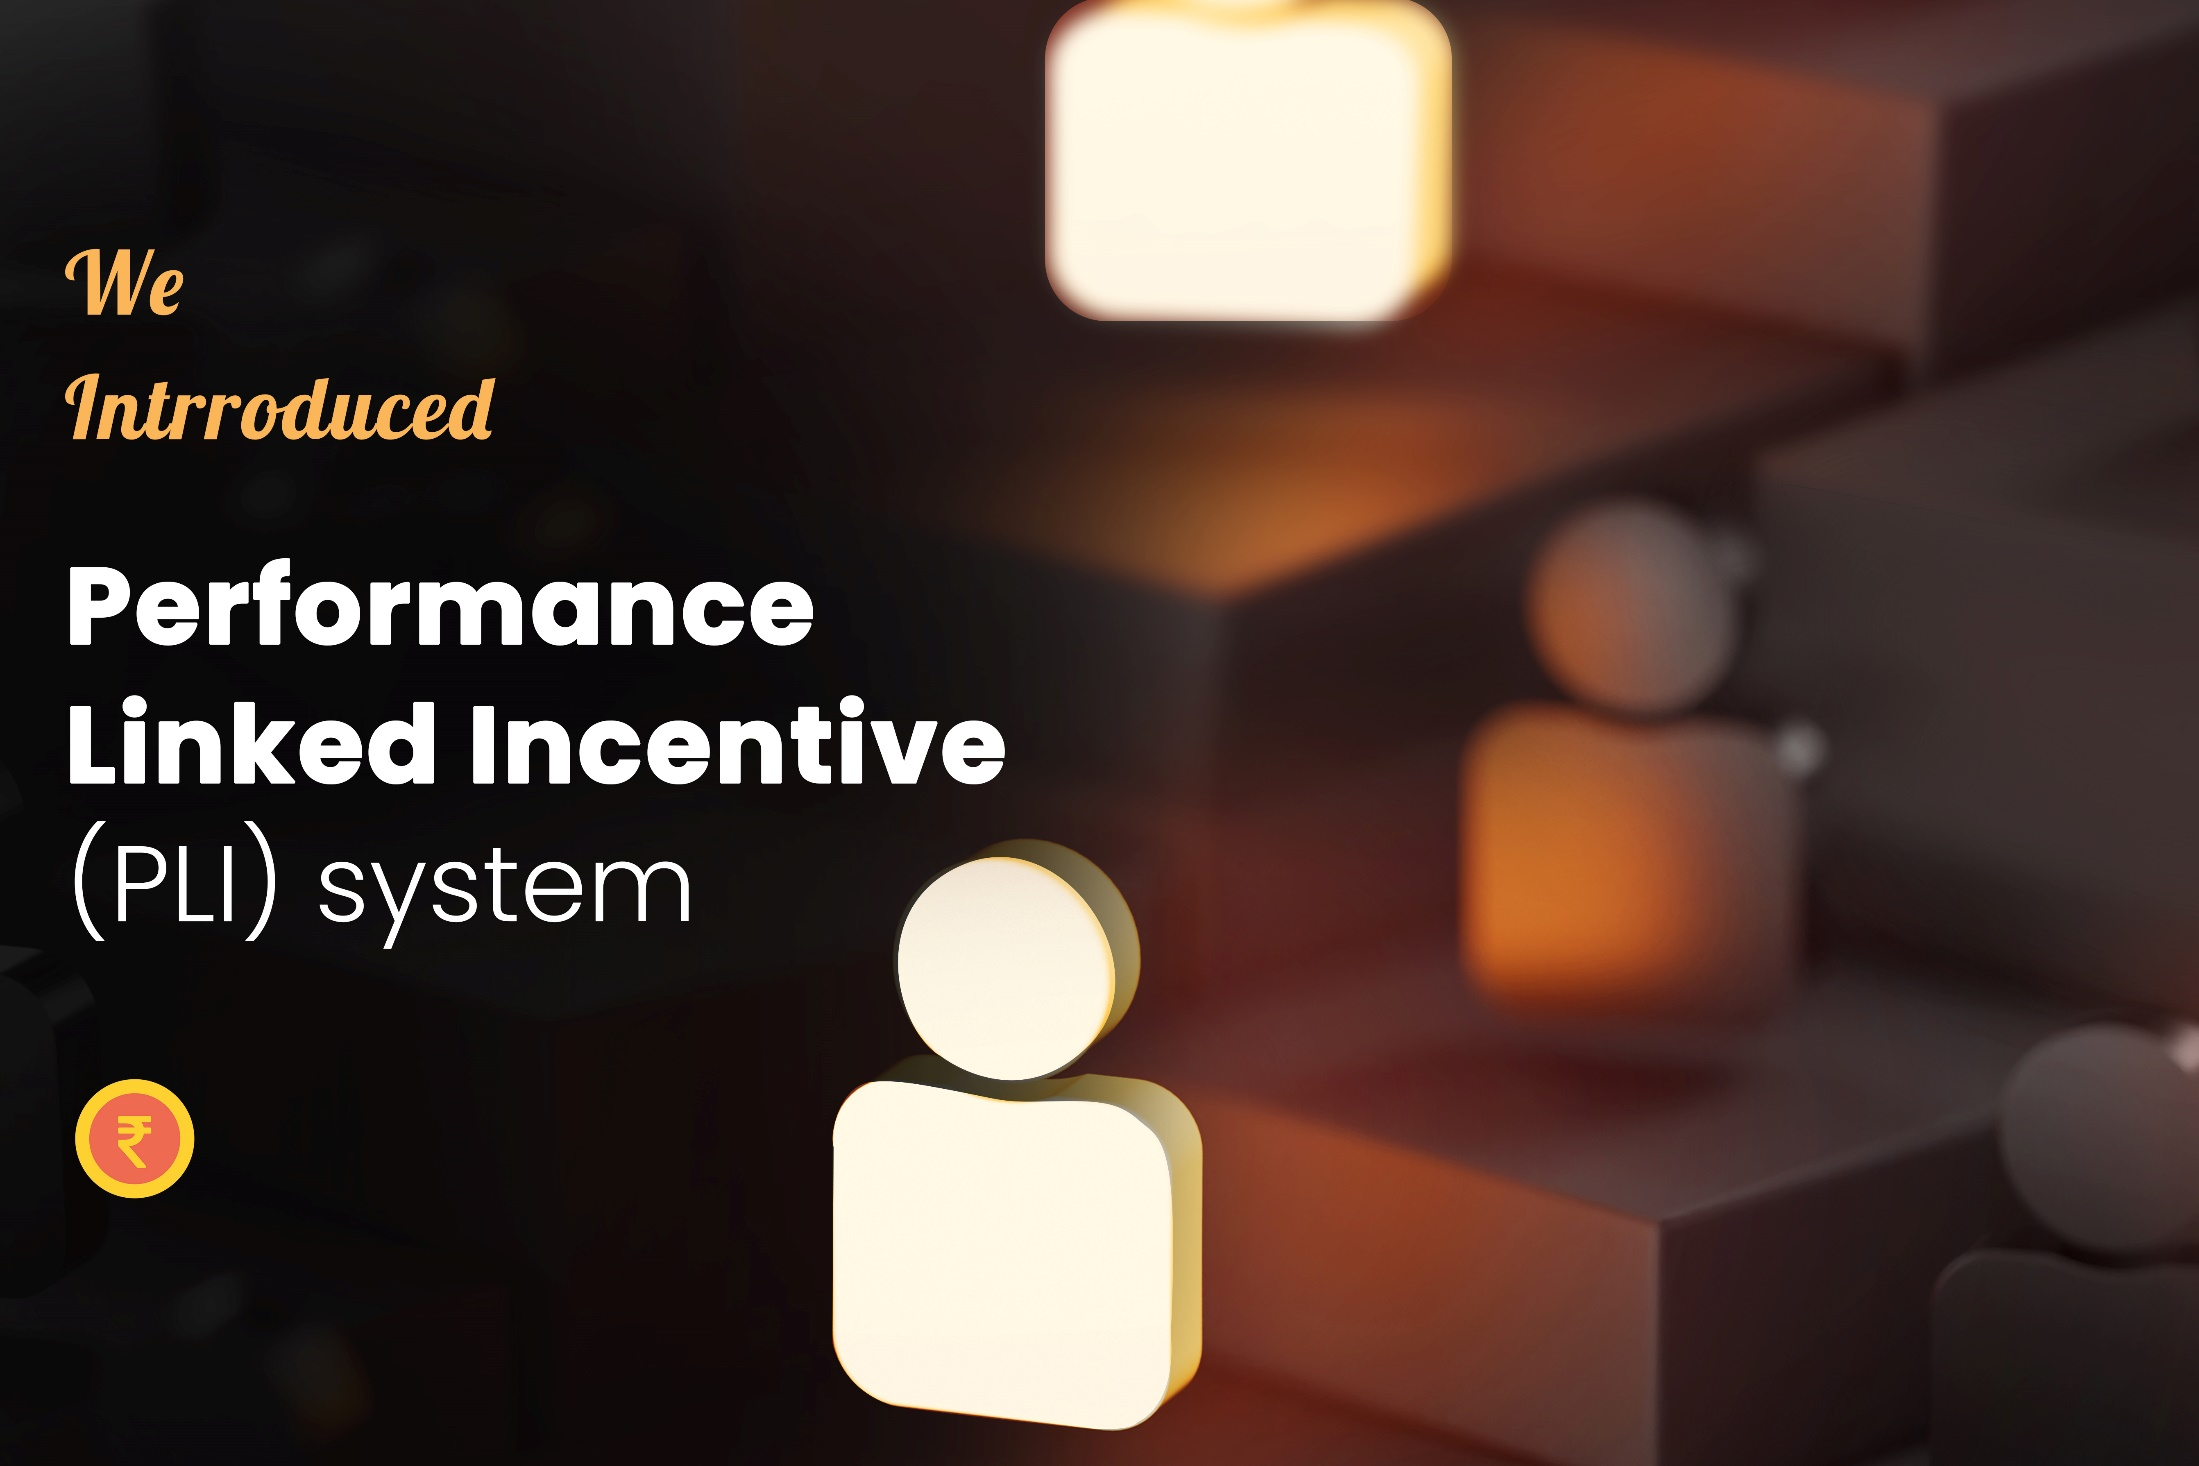 We
Intrroduced
Performance
Linked Incentive
(PLI) system
₹